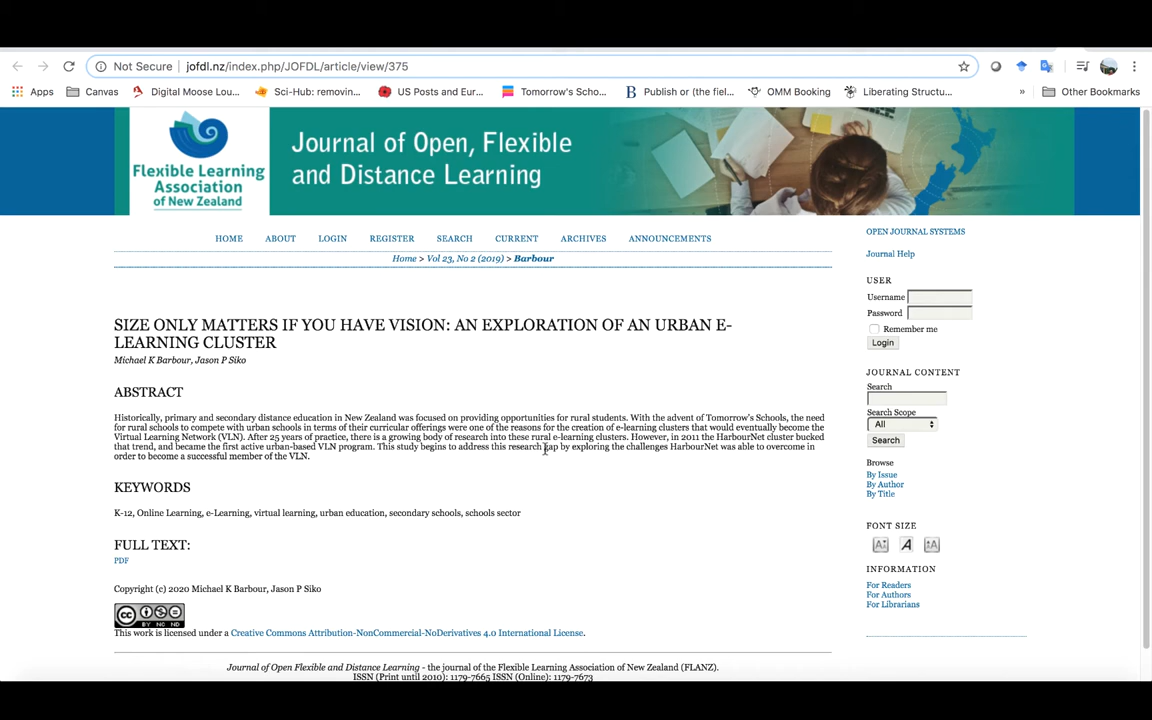 Not Secure jofdl.nz/index.php/JOFDL/article/view/375
Apps Canvas Digital Moose Lou... Sci-Hub: removin... US Posts and Eur... Tomorrow's Scho... B Publish or (the fiel... OMM Booking Liberating Structu... » Other Bookmarks
Flexible Learning
Association
of New Zealand
Journal of Open, Flexible
and Distance Learning
HOME ABOUT LOGIN REGISTER SEARCH CURRENT ARCHIVES ANNOUNCEMENTS
Home > Vol 23, No 2 (2019) > Barbour
SIZE ONLY MATTERS IF YOU HAVE VISION: AN EXPLORATION OF AN URBAN E-
LEARNING CLUSTER
Michael K Barbour, Jason P Siko
ABSTRACT
Historically, primary and secondary distance education in New Zealand was focused on providing opportunities for rural students. With the advent of Tomorrow's Schools, the need
for rural schools to compete with urban schools in terms of their curricular offerings were one of the reasons for the creation of e-learning clusters that would eventually become the
Virtual Learning Network (VLN). After 25 years of practice, there is a growing body of research into these rural e-learning clusters. However, in 2011 the HarbourNet cluster bucked
that trend, and became the first active urban-based VLN program. This study begins to address this research gap by exploring the challenges HarbourNet was able to overcome in
order to become a successful member of the VLN.
KEYWORDS
K-12, Online Learning, e-Learning, virtual learning, urban education, secondary schools, schools sector
FULL TEXT:
PDF
Copyright (c) 2020 Michael K Barbour, Jason P Siko
cc BY NC ND
This work is licensed under a Creative Commons Attribution-NonCommercial-NoDerivatives 4.0 International License.
Journal of Open Flexible and Distance Learning - the journal of the Flexible Learning Association of New Zealand (FLANZ).
ISSN (Print until 2010): 1179-7665 ISSN (Online): 1179-7673
OPEN JOURNAL SYSTEMS
Journal Help
USER
Username
Password
Remember me
Login
JOURNAL CONTENT
Search
Search Scope
All
Search
Browse
By Issue
By Author
By Title
FONT SIZE
A A A
INFORMATION
For Readers
For Authors
For Librarians